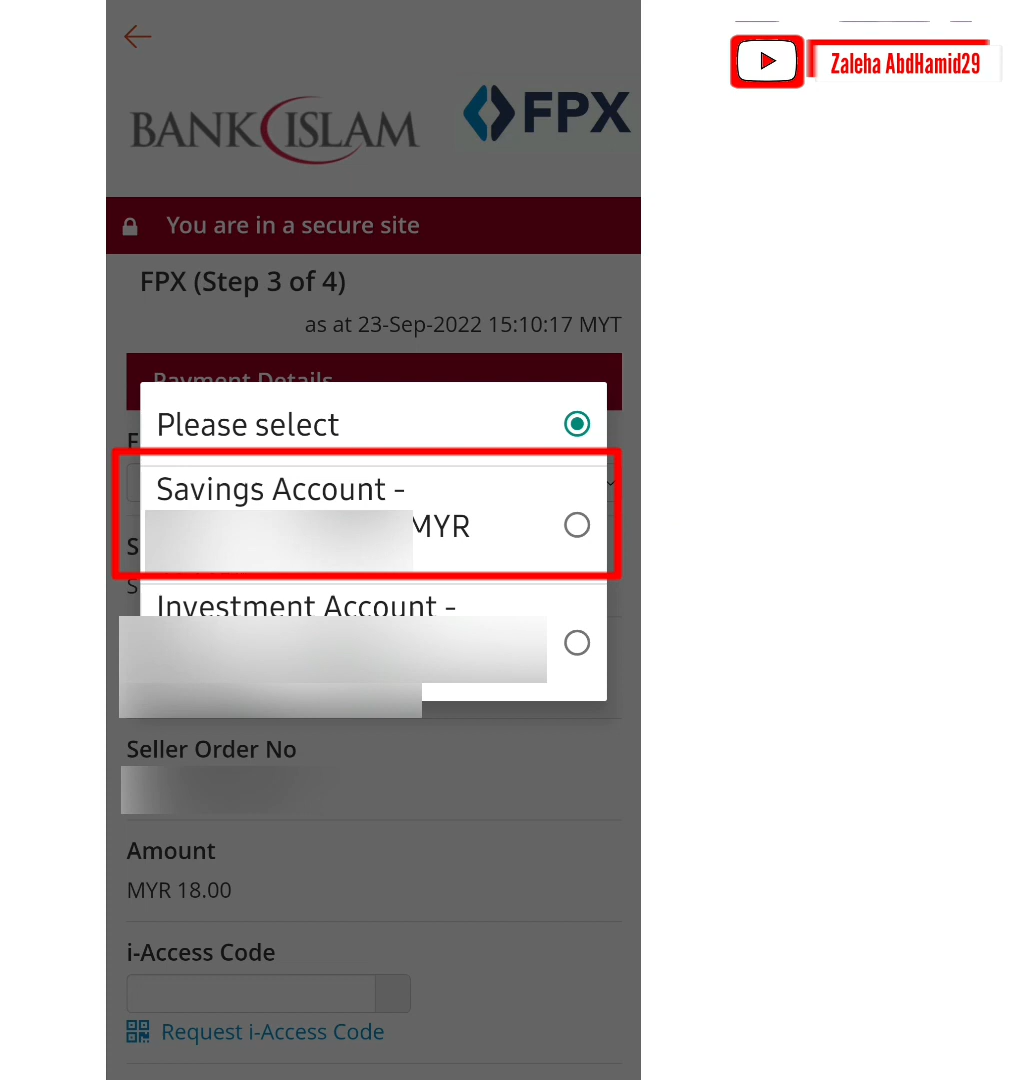 Zaleha AbdHamid29
BANK ISLAM
FPX
You are in a secure site
FPX (Step 3 of 4)
as at 23-Sep-2022 15:10:17 MYT
Payment Details
Please select
Savings Account -
MYR
Investment Account -
Seller Order No
Amount
MYR 18.00
i-Access Code
Request i-Access Code